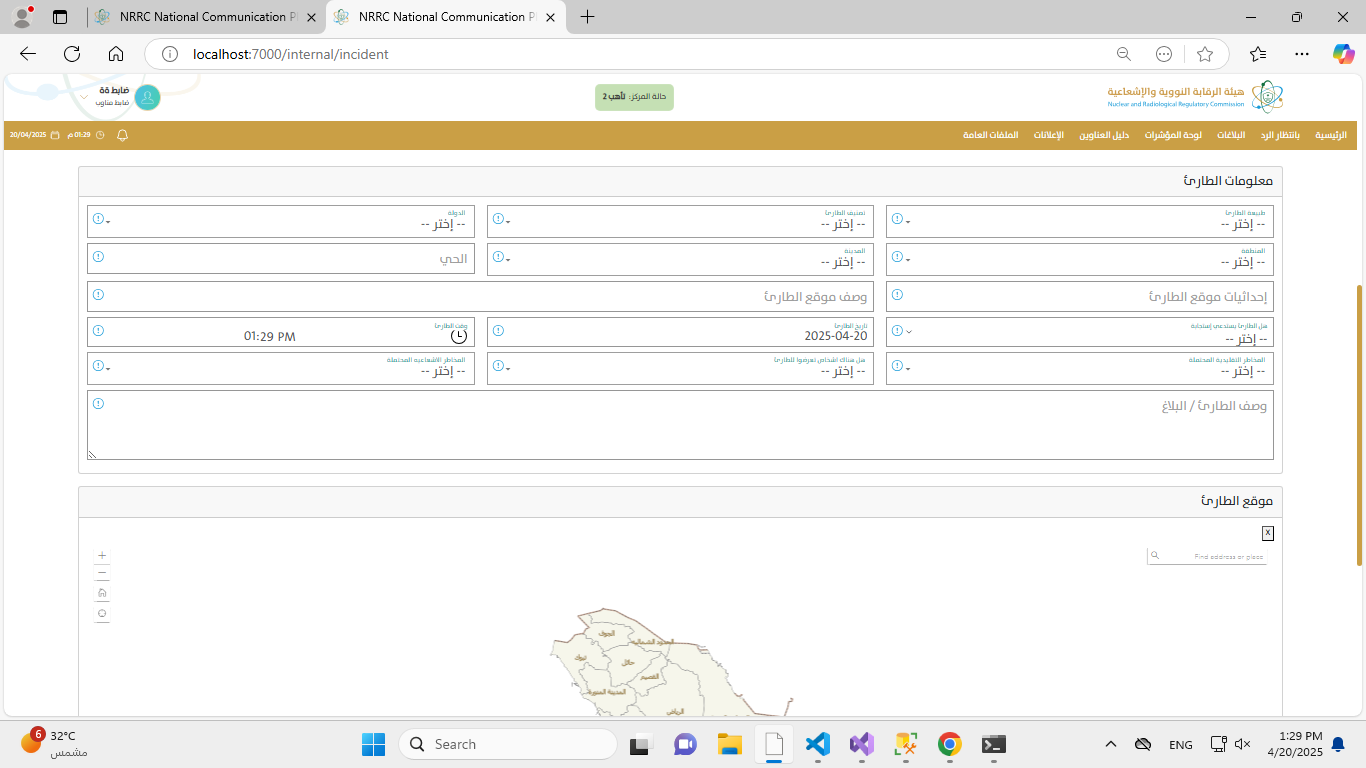 NRRC National Communication Pl
NRRC National Communication Pl
localhost:7000/internal/incident
هيئة الرقابة النووية والإشعاعية
Nuclear and Radiological Regulatory Commission
حالة المركز: تأهب 2
ضابط 6ة
ضابط مناوب
الرئيسية
بانتظار الرد
البلاغات
لوحة المؤشرات
دليل العناوين
الإعلانات
الملفات العامة
01:29 م
20/04/2025
معلومات الطارئ
طبيعة الطارئ
-- إختر --
تصنيف الطارئ
-- إختر --
الدولة
-- إختر --
المنطقة
-- إختر --
المدينة
-- إختر --
الحي
إحداثيات موقع الطارئ
وصف موقع الطارئ
هل الطارئ يستدعي إستجابة
-- إختر --
تاريخ الطارئ
2025-04-20
وقت الطارئ
01:29 PM
المخاطر التقليدية المحتملة
-- إختر --
هل هناك اشخاص تعرضوا للطارئ
-- إختر --
المخاطر الاشعاعيه المحتملة
-- إختر --
وصف الطارئ / البلاغ
موقع الطارئ
X
Find address or place
+
−
الجوف
الحدود الشمالية
تبوك
حائل
القصيم
المدينة المنورة
الرياض
6
32°C
مشمس
Search
ENG
1:29 PM
4/20/2025